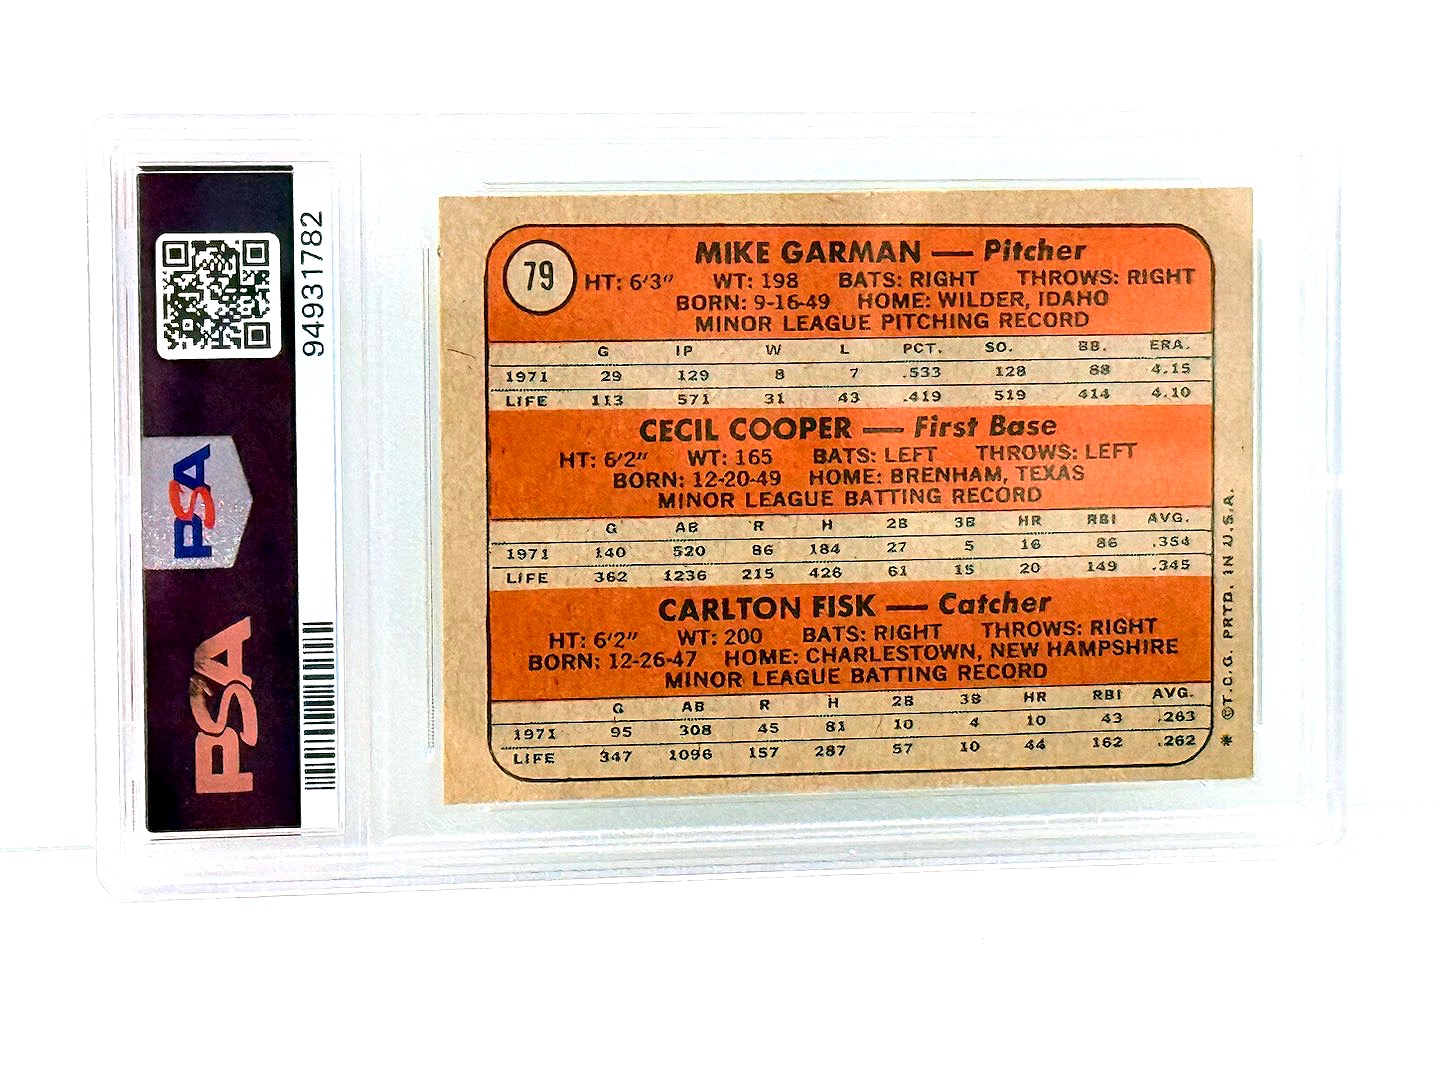 94931782
PSA
PSA
79
MIKE GARMAN — Pitcher
HT: 6'3" WT: 198 BATS: RIGHT THROWS: RIGHT
BORN: 9-16-49 HOME: WILDER, IDAHO
MINOR LEAGUE PITCHING RECORD
G IP W L PCT. SO. BB. ERA.
1971 29 129 8 7 .533 128 88 4.15
LIFE 113 571 31 43 .419 519 414 4.10
CECIL COOPER — First Base
HT: 6'2" WT: 165 BATS: LEFT THROWS: LEFT
BORN: 12-20-49 HOME: BRENHAM, TEXAS
MINOR LEAGUE BATTING RECORD
G AB R H 2B 3B HR RBI AVG.
1971 140 520 86 184 27 5 16 86 .354
LIFE 362 1236 215 426 61 15 20 149 .345
CARLTON FISK — Catcher
HT: 6'2" WT: 200 BATS: RIGHT THROWS: RIGHT
BORN: 12-26-47 HOME: CHARLESTOWN, NEW HAMPSHIRE
MINOR LEAGUE BATTING RECORD
G AB R H 2B 3B HR RBI AVG.
1971 95 308 45 81 10 4 10 43 .263
LIFE 347 1096 157 287 57 10 44 162 .262
* ©T.C.G. PRTD. IN U.S.A.